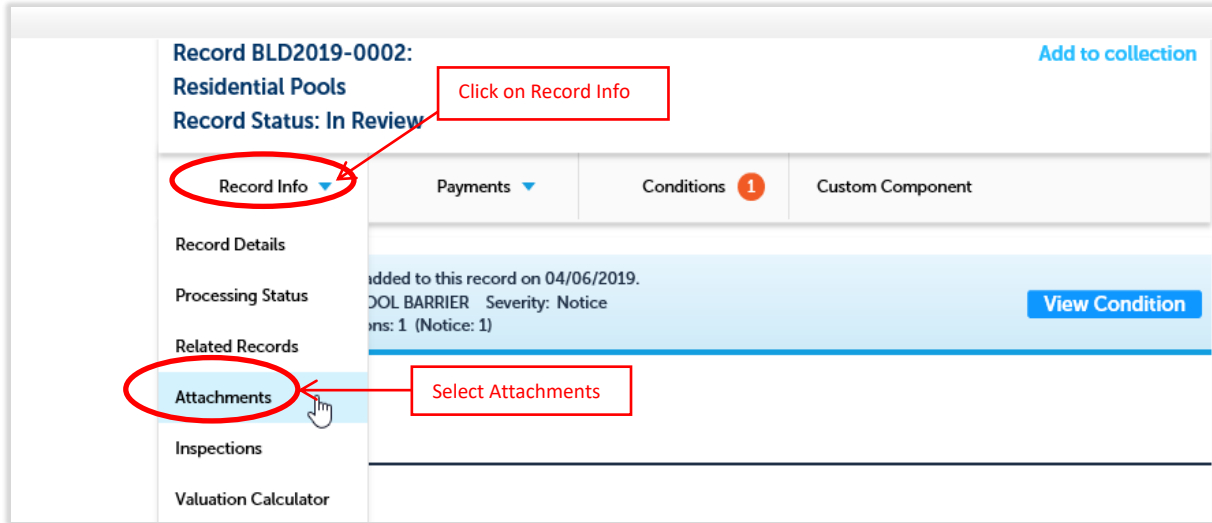 Record BLD2019-0002:
Add to collection
Residential Pools
Click on Record Info
Record Status: In Review
Record Info
Payments
Conditions 1
Custom Component
Record Details
added to this record on 04/06/2019.
Processing Status
OOL BARRIER Severity: Notice
View Condition
ons: 1 (Notice: 1)
Related Records
Attachments
Select Attachments
Inspections
Valuation Calculator